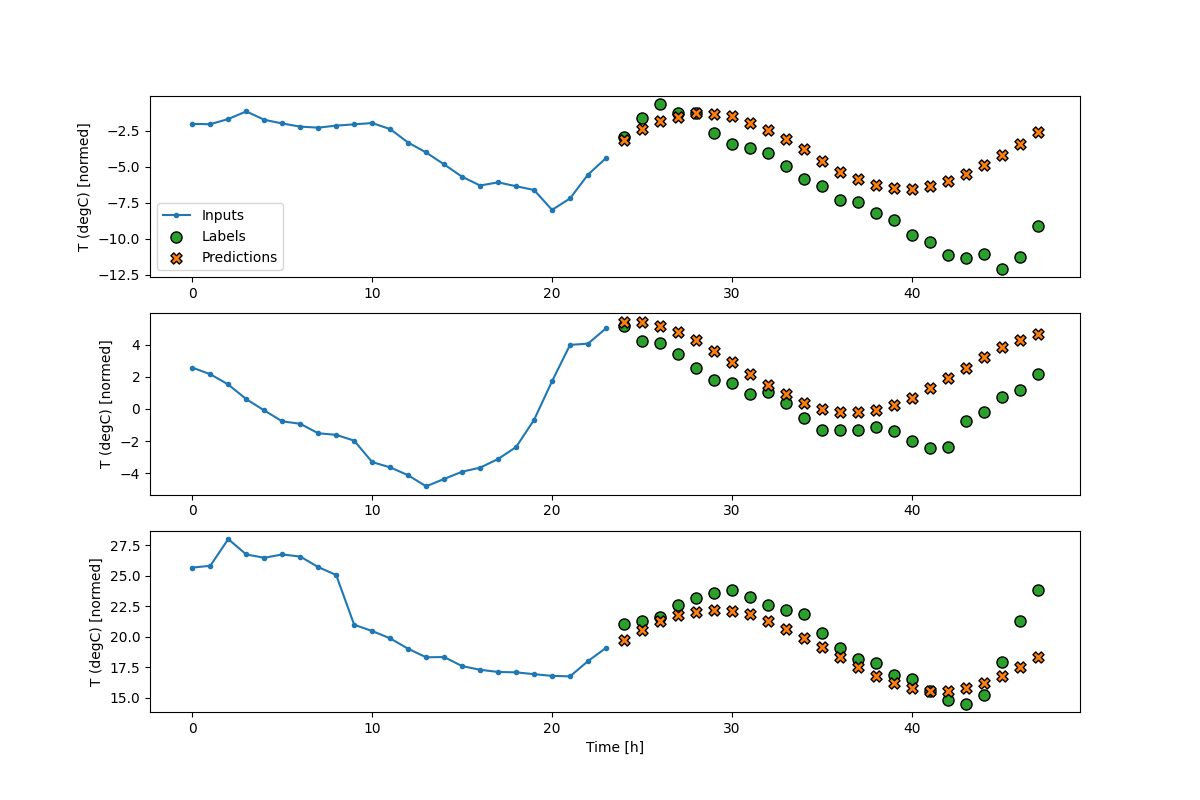 T (degC) [normed]
−2.5
−5.0
−7.5
−10.0
−12.5
Inputs
Labels
Predictions
0 10 20 30 40
T (degC) [normed]
4
2
0
−2
−4
0 10 20 30 40
T (degC) [normed]
27.5
25.0
22.5
20.0
17.5
15.0
0 10 20 30 40
Time [h]